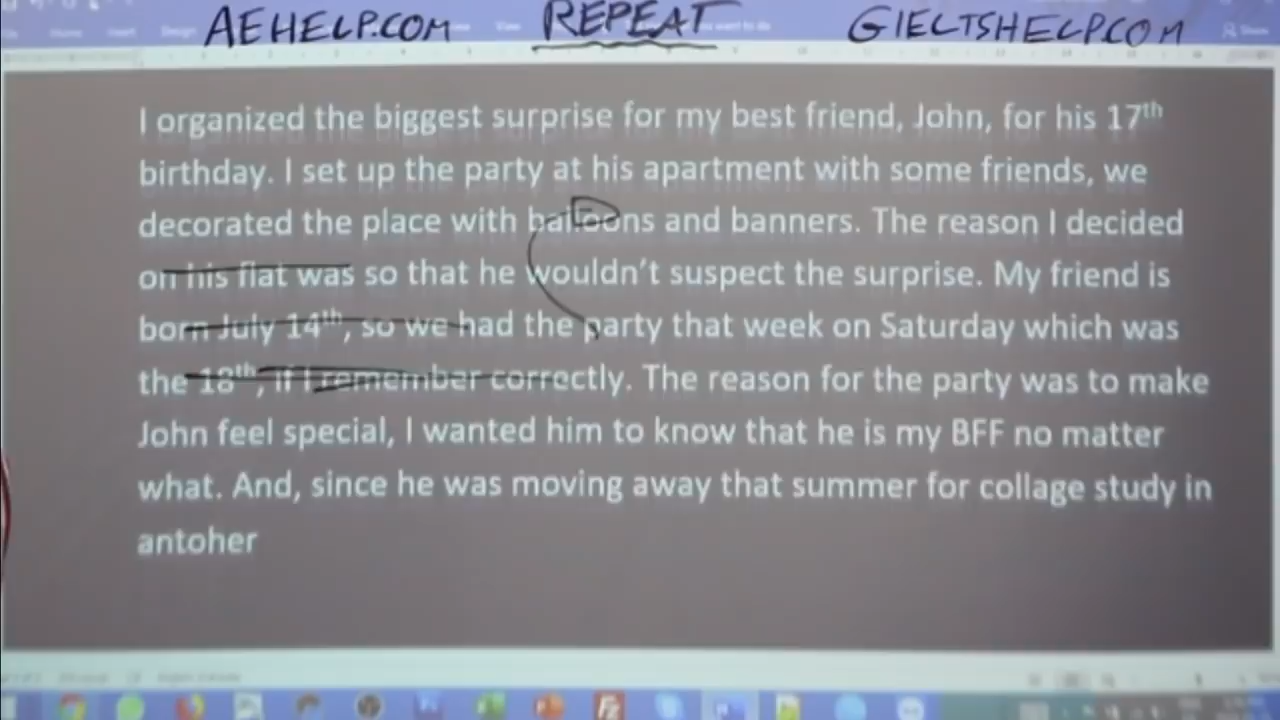 AEHELP.COM REPEAT GIELTSHELP.COM
I organized the biggest surprise for my best friend, John, for his 17th
birthday. I set up the party at his apartment with some friends, we
decorated the place with balloons and banners. The reason I decided
on his flat was so that he wouldn't suspect the surprise. My friend is
born July 14th, so we had the party that week on Saturday which was
the 18th, if I remember correctly. The reason for the party was to make
John feel special, I wanted him to know that he is my BFF no matter
what. And, since he was moving away that summer for collage study in
antoher